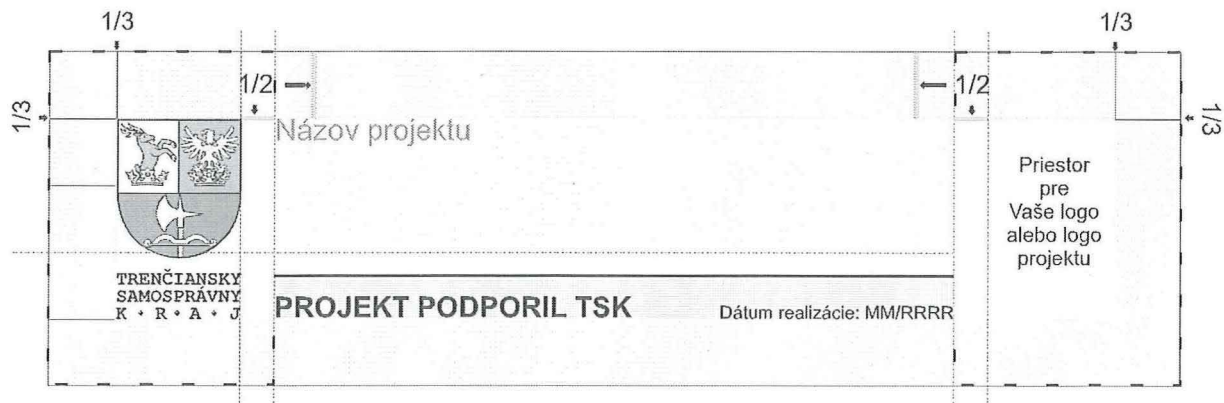 1/3
1/3
1/2
1/2
1/3
1/3
Názov projektu
Priestor
pre
Vaše logo
alebo logo
projektu
TRENČIANSKY
SAMOSPRÁVNY
K • R • A • J
PROJEKT PODPORIL TSK
Dátum realizácie: MM/RRRR